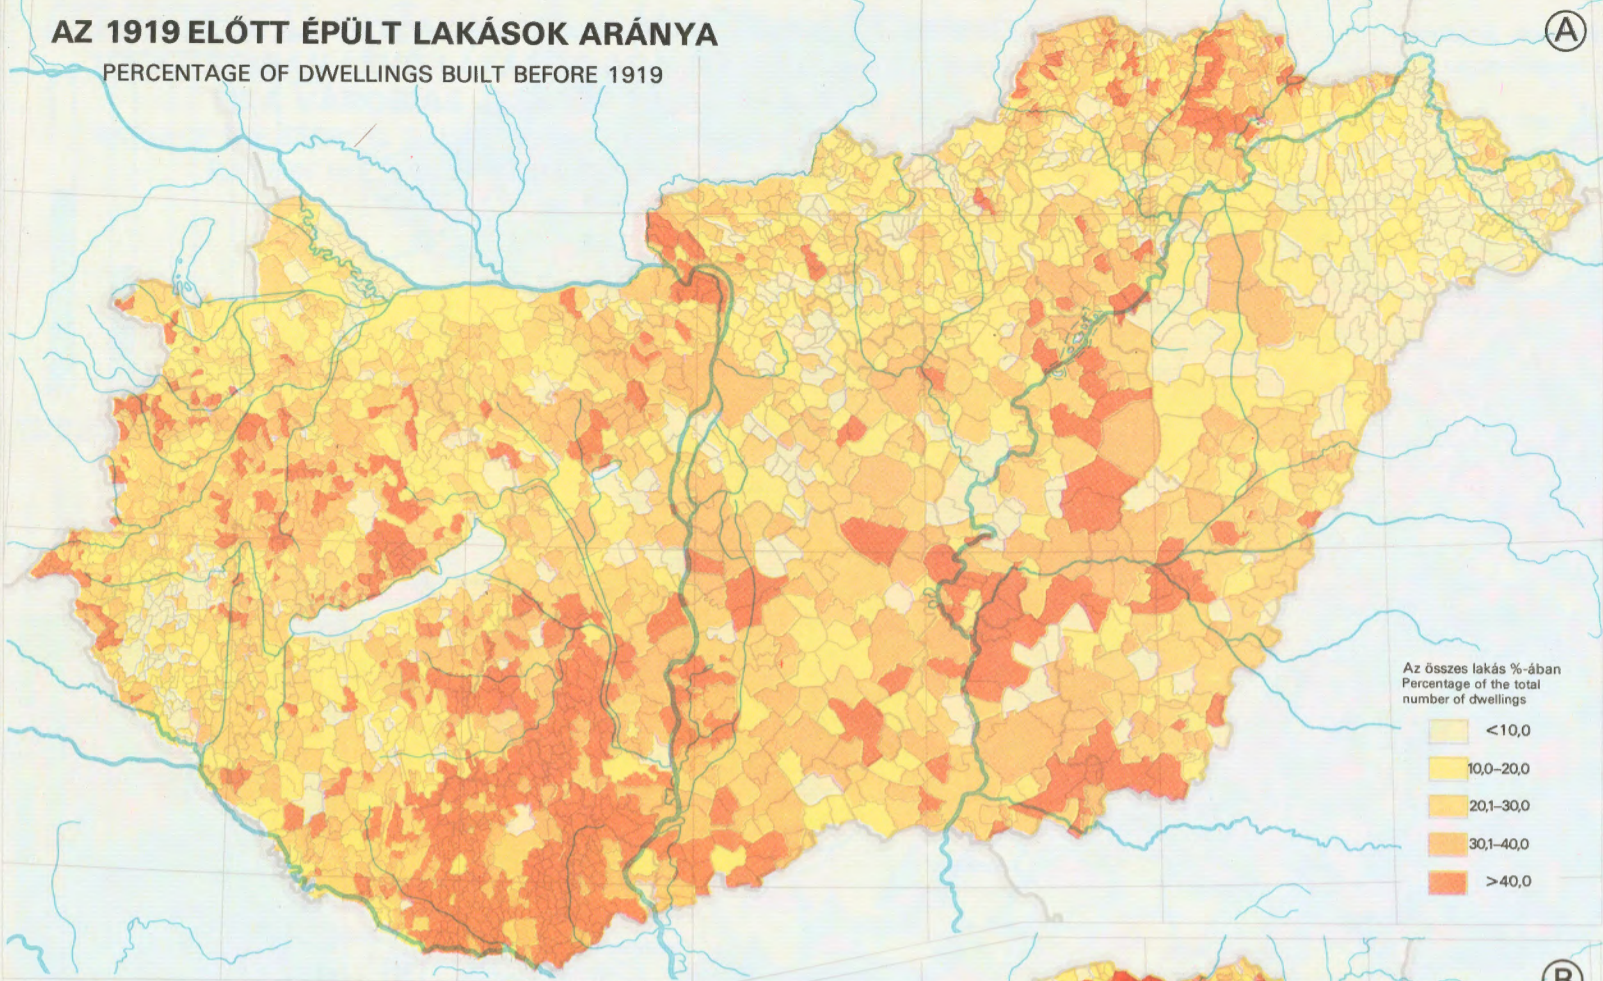 AZ 1919 ELŐTT ÉPÜLT LAKÁSOK ARÁNYA
PERCENTAGE OF DWELLINGS BUILT BEFORE 1919
A
Az összes lakás %-ában
Percentage of the total
number of dwellings
<10,0
10,0–20,0
20,1–30,0
30,1–40,0
>40,0
B